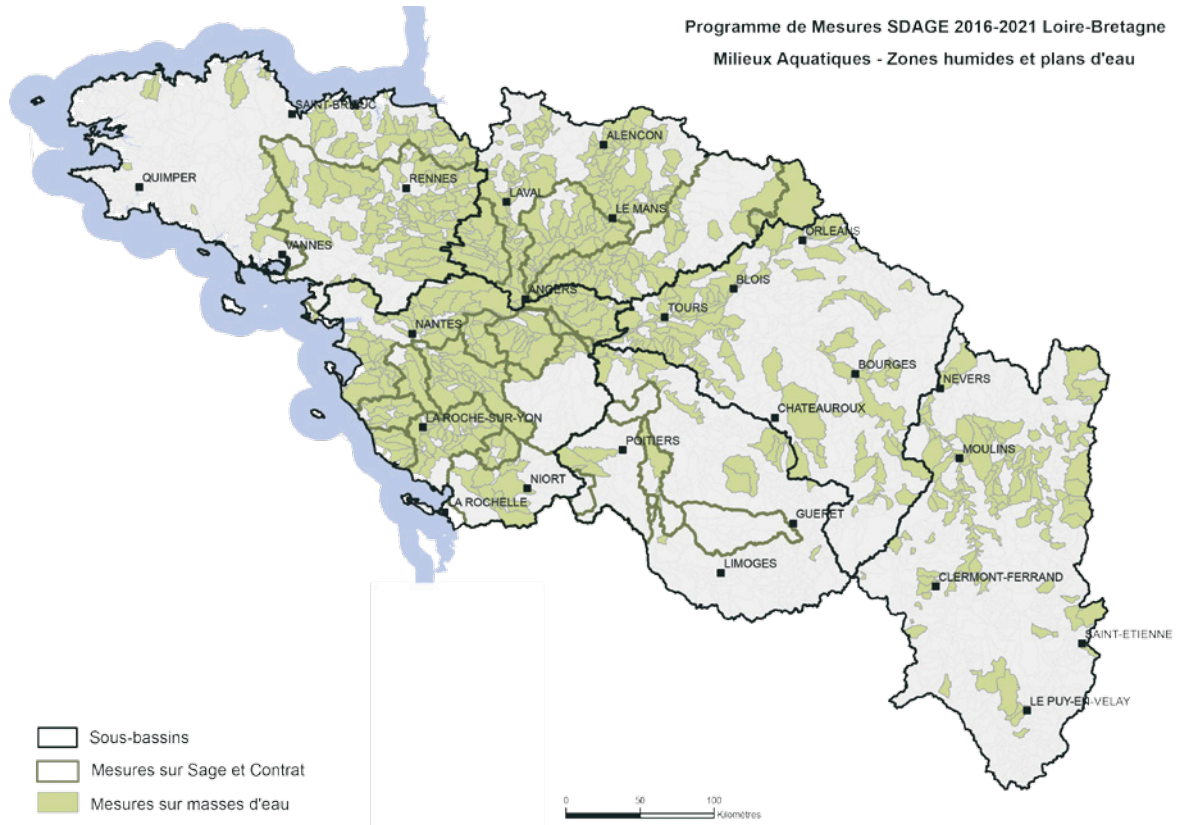 Programme de Mesures SDAGE 2016-2021 Loire-Bretagne
Milieux Aquatiques - Zones humides et plans d'eau
SAINT-BRIEUC
ALENCON
QUIMPER
RENNES
LAVAL
LE MANS
ORLEANS
VANNES
BLOIS
ANGERS
TOURS
NANTES
BOURGES
NEVERS
CHATEAUROUX
LA ROCHE-SUR-YON
POITIERS
MOULINS
NIORT
LA ROCHELLE
GUERET
LIMOGES
CLERMONT-FERRAND
SAINT-ETIENNE
LE PUY-EN-VELAY
Sous-bassins
Mesures sur Sage et Contrat
Mesures sur masses d'eau
0 50 100
Kilomètres